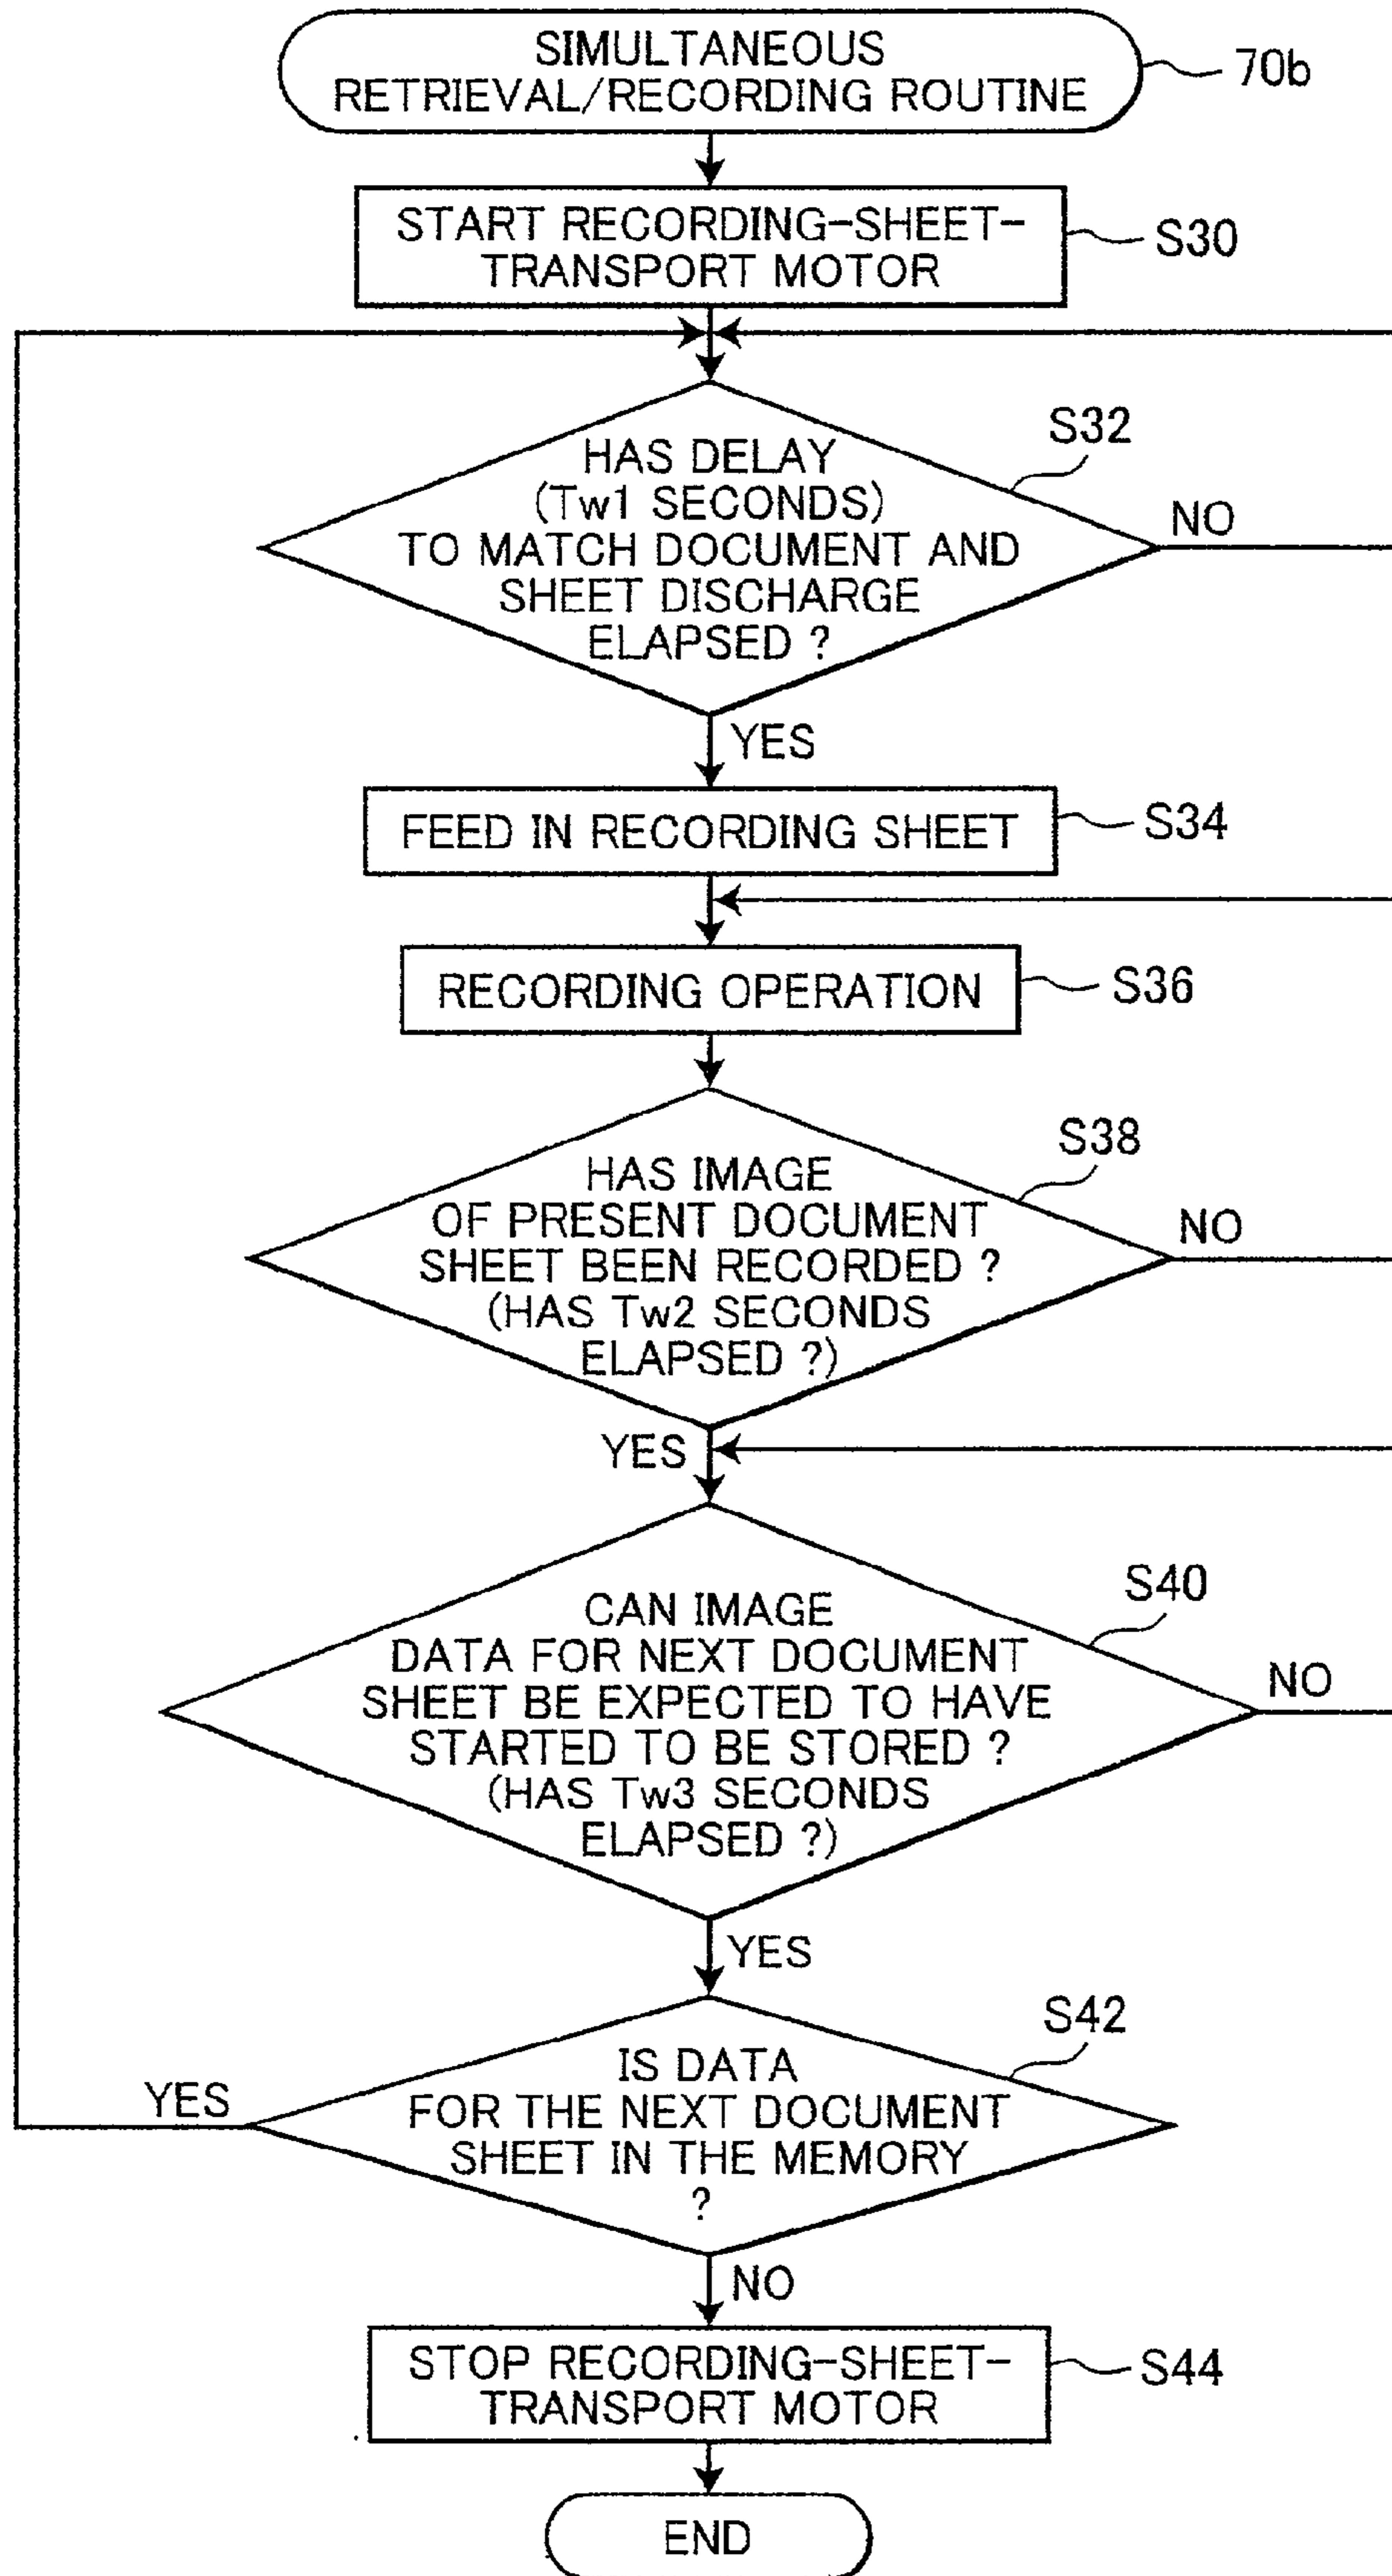 SIMULTANEOUS
RETRIEVAL/RECORDING ROUTINE
70b
START RECORDING-SHEET-
TRANSPORT MOTOR
S30
HAS DELAY
(Tw1 SECONDS)
TO MATCH DOCUMENT AND
SHEET DISCHARGE
ELAPSED ?
S32
NO
YES
FEED IN RECORDING SHEET
S34
RECORDING OPERATION
S36
HAS IMAGE
OF PRESENT DOCUMENT
SHEET BEEN RECORDED ?
(HAS Tw2 SECONDS
ELAPSED ?)
S38
NO
YES
CAN IMAGE
DATA FOR NEXT DOCUMENT
SHEET BE EXPECTED TO HAVE
STARTED TO BE STORED ?
(HAS Tw3 SECONDS
ELAPSED ?)
S40
NO
YES
IS DATA
FOR THE NEXT DOCUMENT
SHEET IN THE MEMORY
?
S42
YES
NO
STOP RECORDING-SHEET-
TRANSPORT MOTOR
S44
END